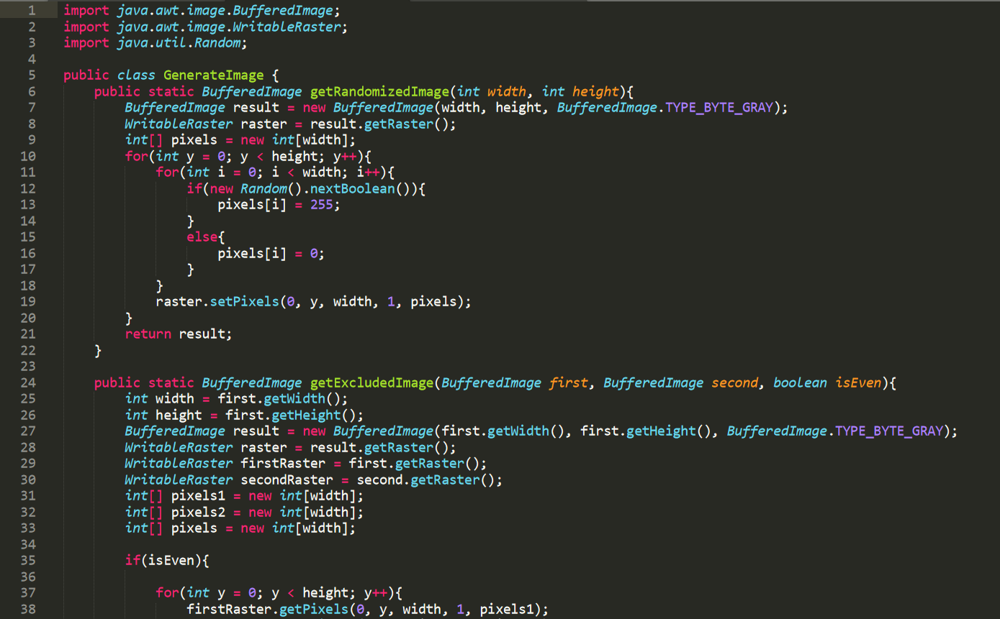 1 import java.awt.image.BufferedImage;
2 import java.awt.image.WritableRaster;
3 import java.util.Random;
4
5 public class GenerateImage {
6     public static BufferedImage getRandomizedImage(int width, int height){
7         BufferedImage result = new BufferedImage(width, height, BufferedImage.TYPE_BYTE_GRAY);
8         WritableRaster raster = result.getRaster();
9         int[] pixels = new int[width];
10         for(int y = 0; y < height; y++){
11             for(int i = 0; i < width; i++){
12                 if(new Random().nextBoolean()){
13                     pixels[i] = 255;
14                 }
15                 else{
16                     pixels[i] = 0;
17                 }
18             }
19             raster.setPixels(0, y, width, 1, pixels);
20         }
21         return result;
22     }
23
24     public static BufferedImage getExcludedImage(BufferedImage first, BufferedImage second, boolean isEven){
25         int width = first.getWidth();
26         int height = first.getHeight();
27         BufferedImage result = new BufferedImage(first.getWidth(), first.getHeight(), BufferedImage.TYPE_BYTE_GRAY);
28         WritableRaster raster = result.getRaster();
29         WritableRaster firstRaster = first.getRaster();
30         WritableRaster secondRaster = second.getRaster();
31         int[] pixels1 = new int[width];
32         int[] pixels2 = new int[width];
33         int[] pixels = new int[width];
34
35         if(isEven){
36
37             for(int y = 0; y < height; y++){
38                 firstRaster.getPixels(0, y, width, 1, pixels1);